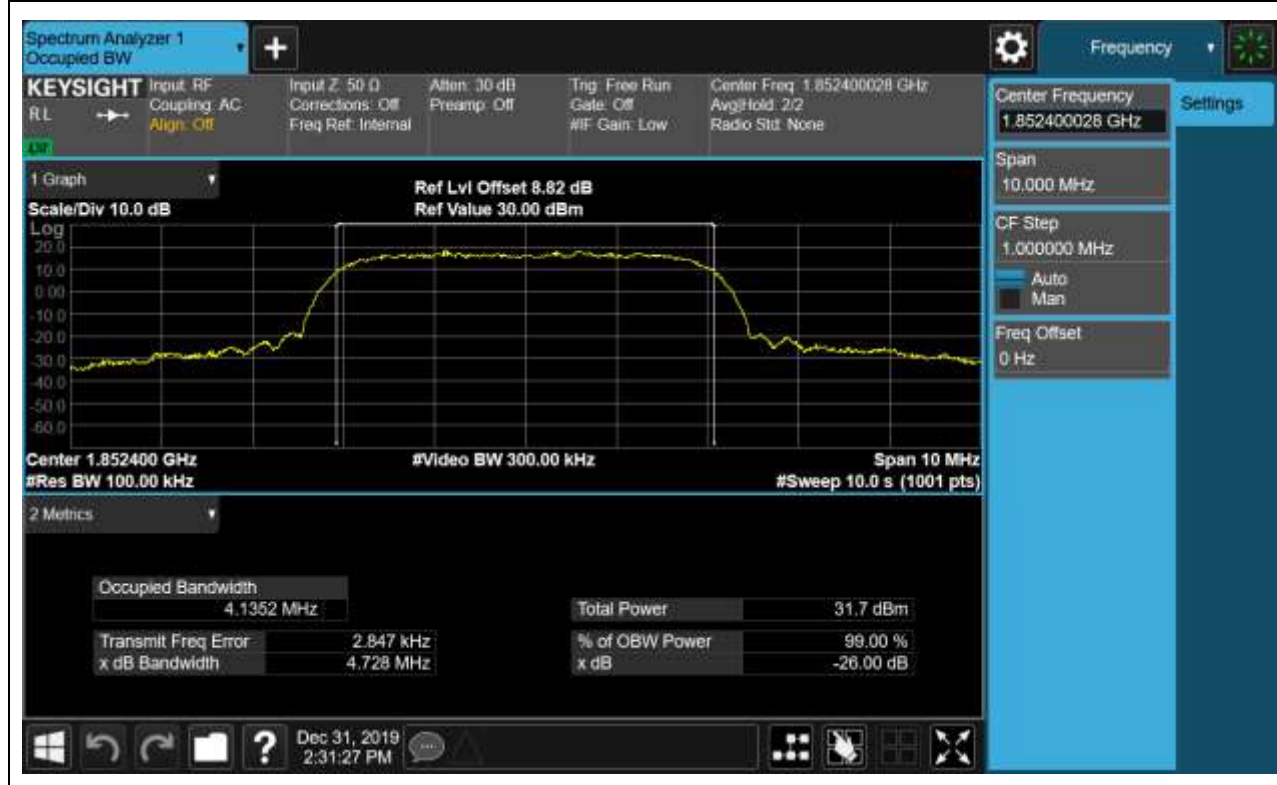 Spectrum Analyzer 1
Occupied BW
Frequency
KEYSIGHT
RL
Input: RF
Coupling: AC
Align: Off
Input Z: 50 Ω
Corrections: Off
Freq Ref: Internal
Atten: 30 dB
Preamp: Off
Trig: Free Run
Gate: Off
#IF Gain: Low
Center Freq: 1.852400028 GHz
Avg|Hold: 2/2
Radio Std: None
Center Frequency
1.852400028 GHz
Settings
Span
10.000 MHz
CF Step
1.000000 MHz
Auto
Man
Freq Offset
0 Hz
1 Graph
Ref Lvl Offset 8.82 dB
Scale/Div 10.0 dB
Ref Value 30.00 dBm
Log
20.0
10.0
0.00
-10.0
-20.0
-30.0
-40.0
-50.0
-60.0
Center 1.852400 GHz
#Video BW 300.00 kHz
Span 10 MHz
#Res BW 100.00 kHz
#Sweep 10.0 s (1001 pts)
2 Metrics
Occupied Bandwidth
4.1352 MHz
Total Power 31.7 dBm
Transmit Freq Error 2.847 kHz
% of OBW Power 99.00 %
x dB Bandwidth 4.728 MHz
x dB -26.00 dB
?
Dec 31, 2019
2:31:27 PM